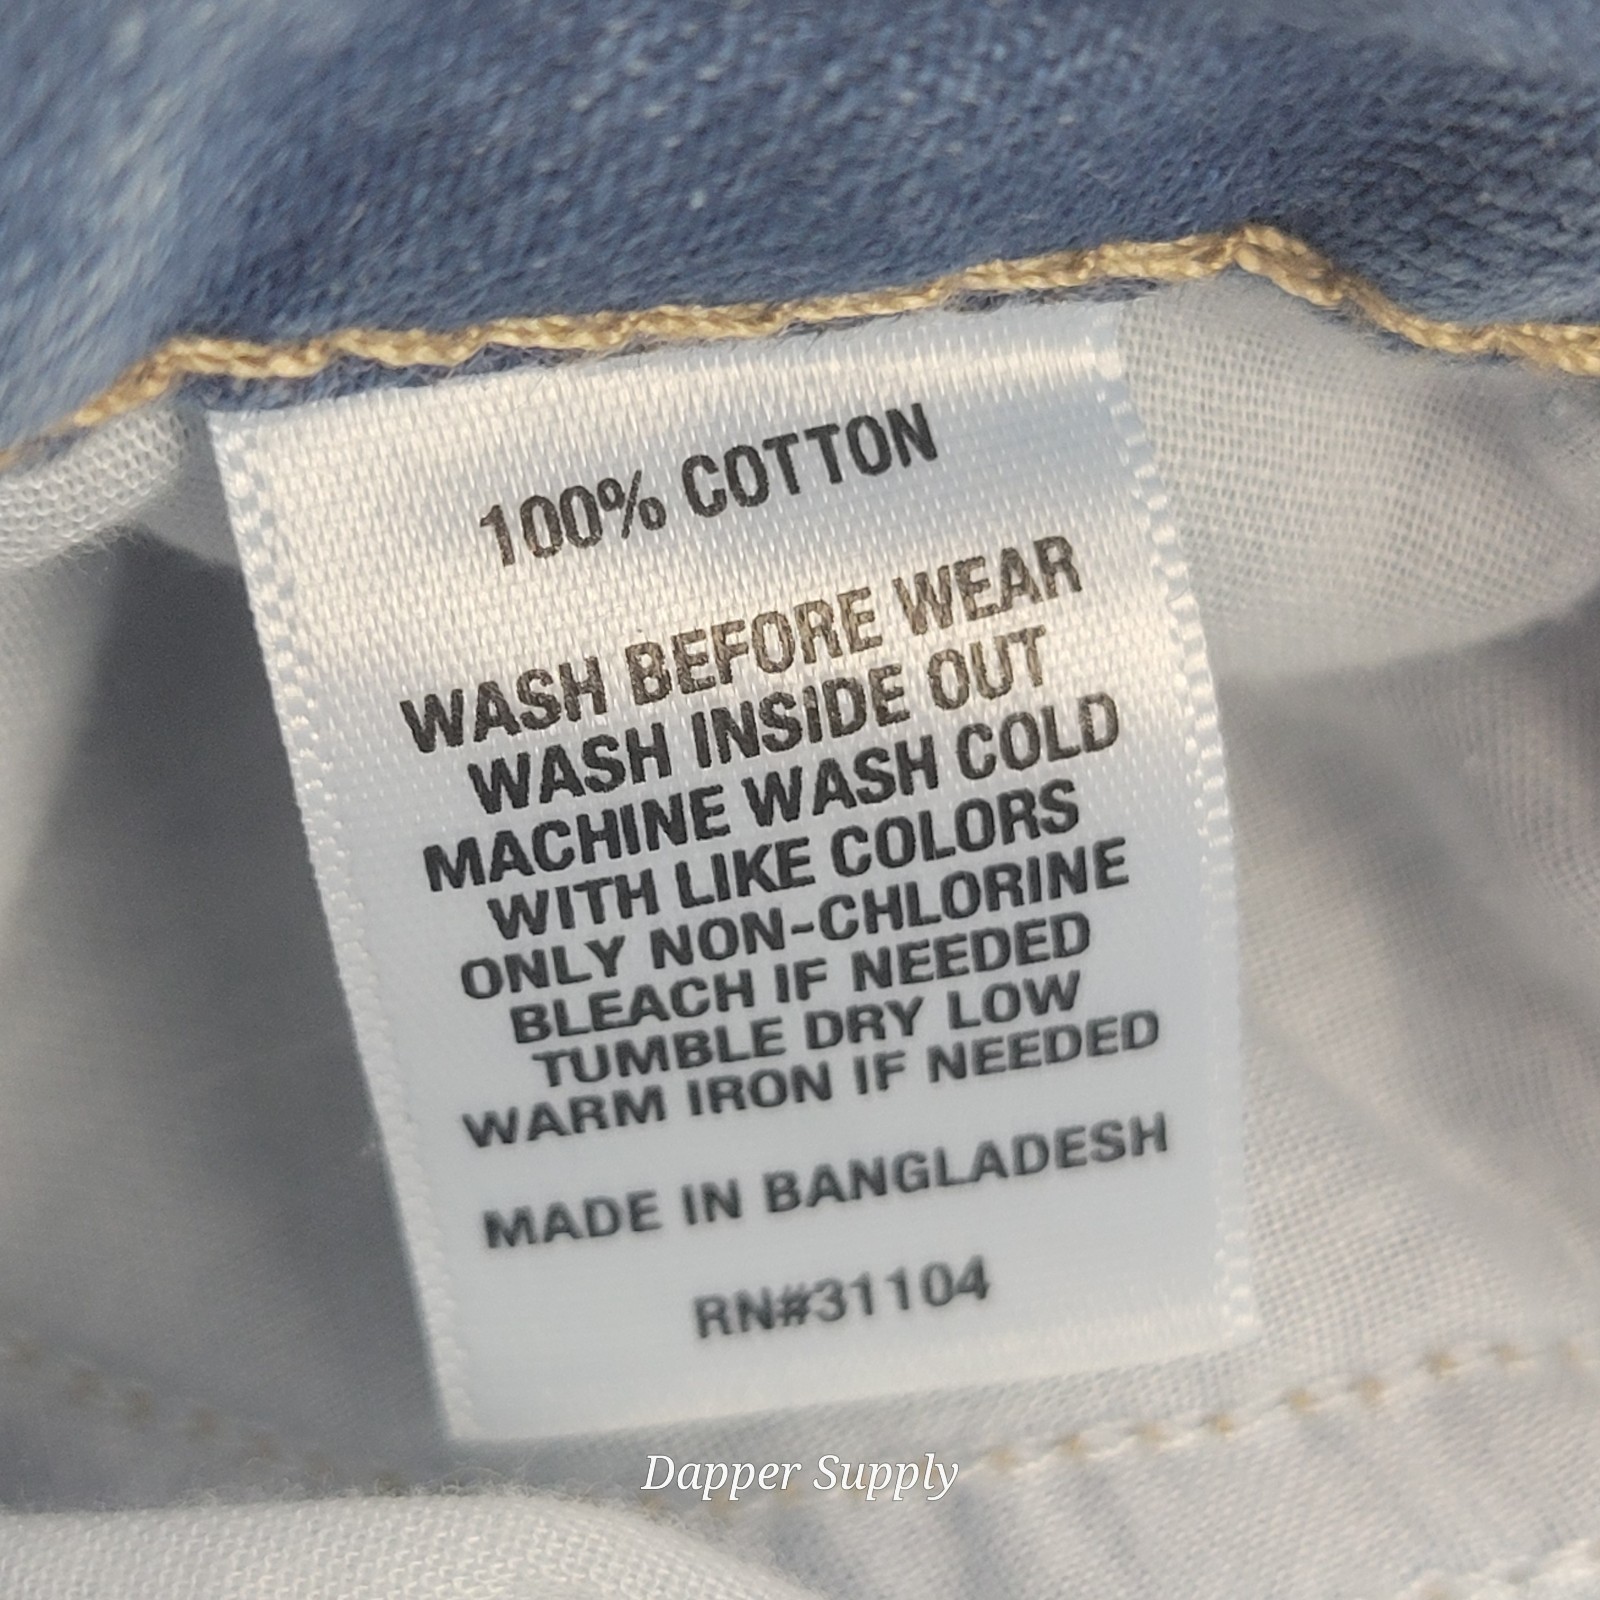 100% COTTON
WASH BEFORE WEAR
WASH INSIDE OUT
MACHINE WASH COLD
WITH LIKE COLORS
ONLY NON-CHLORINE
BLEACH IF NEEDED
TUMBLE DRY LOW
WARM IRON IF NEEDED
MADE IN BANGLADESH
RN#31104
Dapper Supply